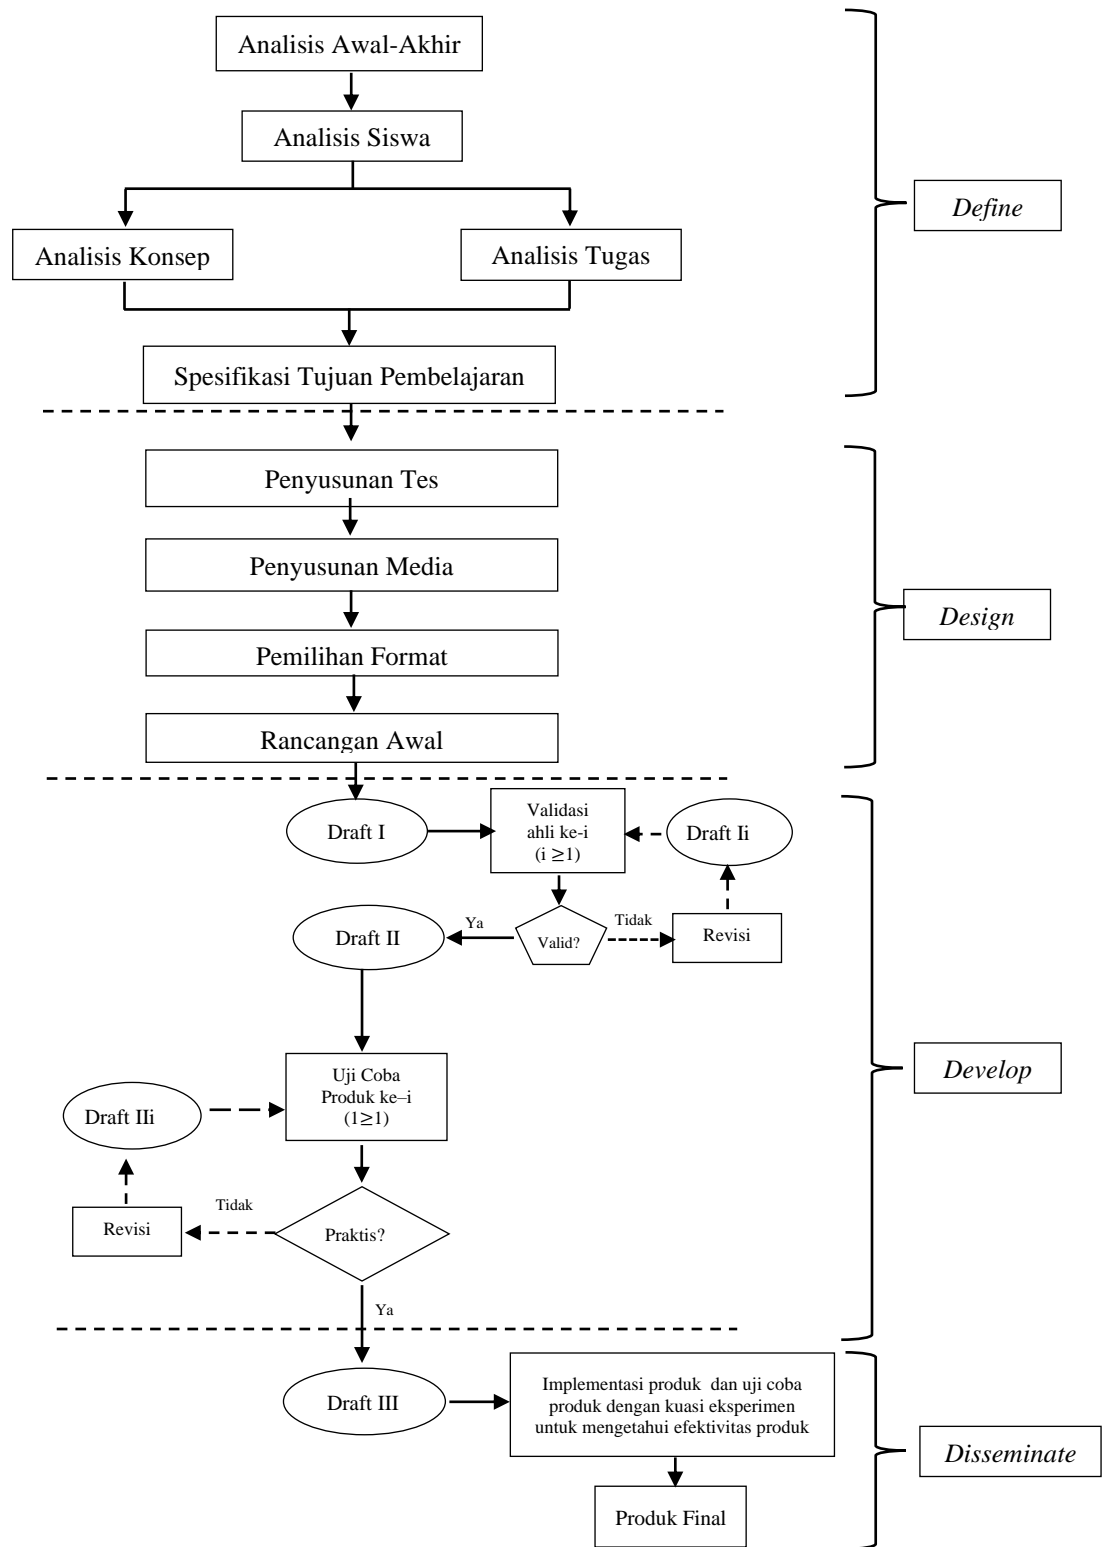 Analisis Awal-Akhir
Analisis Siswa
Define
Analisis Konsep
Analisis Tugas
Spesifikasi Tujuan Pembelajaran
Penyusunan Tes
Penyusunan Media
Design
Pemilihan Format
Rancangan Awal
Draft I
Validasi
ahli ke-i
(i ≥1)
Draft Ii
Draft II
Ya
Valid?
Tidak
Revisi
Uji Coba
Produk ke–i
(1≥1)
Develop
Draft IIi
Tidak
Revisi
Praktis?
Ya
Draft III
Implementasi produk dan uji coba
produk dengan kuasi eksperimen
untuk mengetahui efektivitas produk
Disseminate
Produk Final